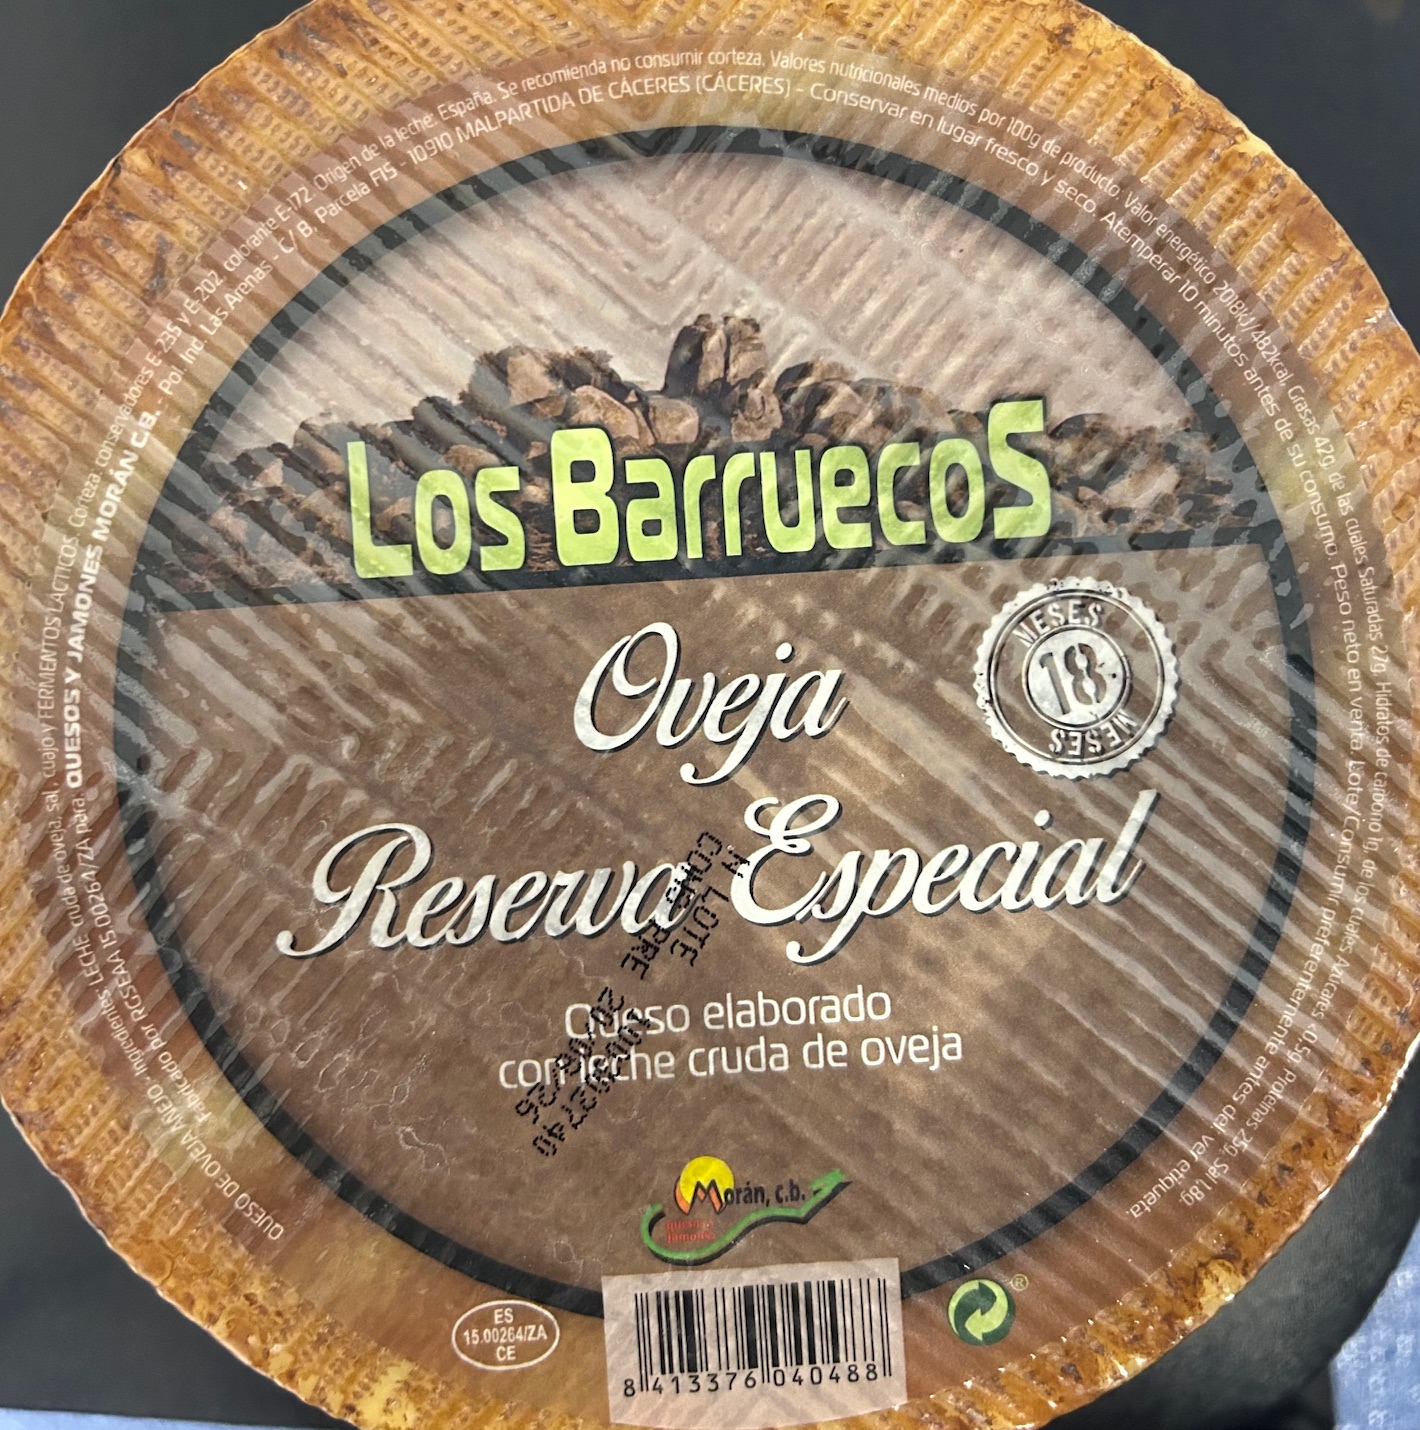 QUESO DE OVEJA AÑEJO - Ingredientes: LECHE cruda de oveja, sal, cuajo y FERMENTOS LÁCTICOS. Corteza: conservadores E-235 y E-202, colorante E-172. Origen de la leche: España. Se recomienda no consumir corteza. Valores nutricionales medios por 100g de producto: Valor energético 2018kJ/482kcal, Grasas 42g, de las cuales Saturadas 27g, Hidratos de carbono de los cuales Azúcares <0.5g, Proteínas 25g, Sal 1.8g.
Fabricado por RGSEAA 15.00264/ZA para: QUESOS Y JAMONES MORÁN C.B. - Pol. Ind. Las Arenas - C/ B, Parcela F15 - 10910 MALPARTIDA DE CÁCERES (CÁCERES) - Conservar en lugar fresco y seco. Atemperar 10 minutos antes de su consumo. Peso neto en venta. Lote/Consumir preferentemente antes del: ver etiqueta.
Los Barruecos
MESES
18
MESES
Oveja
Reserva Especial
N LOTE
CONS PRE
Queso elaborado
con leche cruda de oveja
Morán, c.b.
quesos y
jamones
ES
15.00264/ZA
CE
8 413376 040488
®